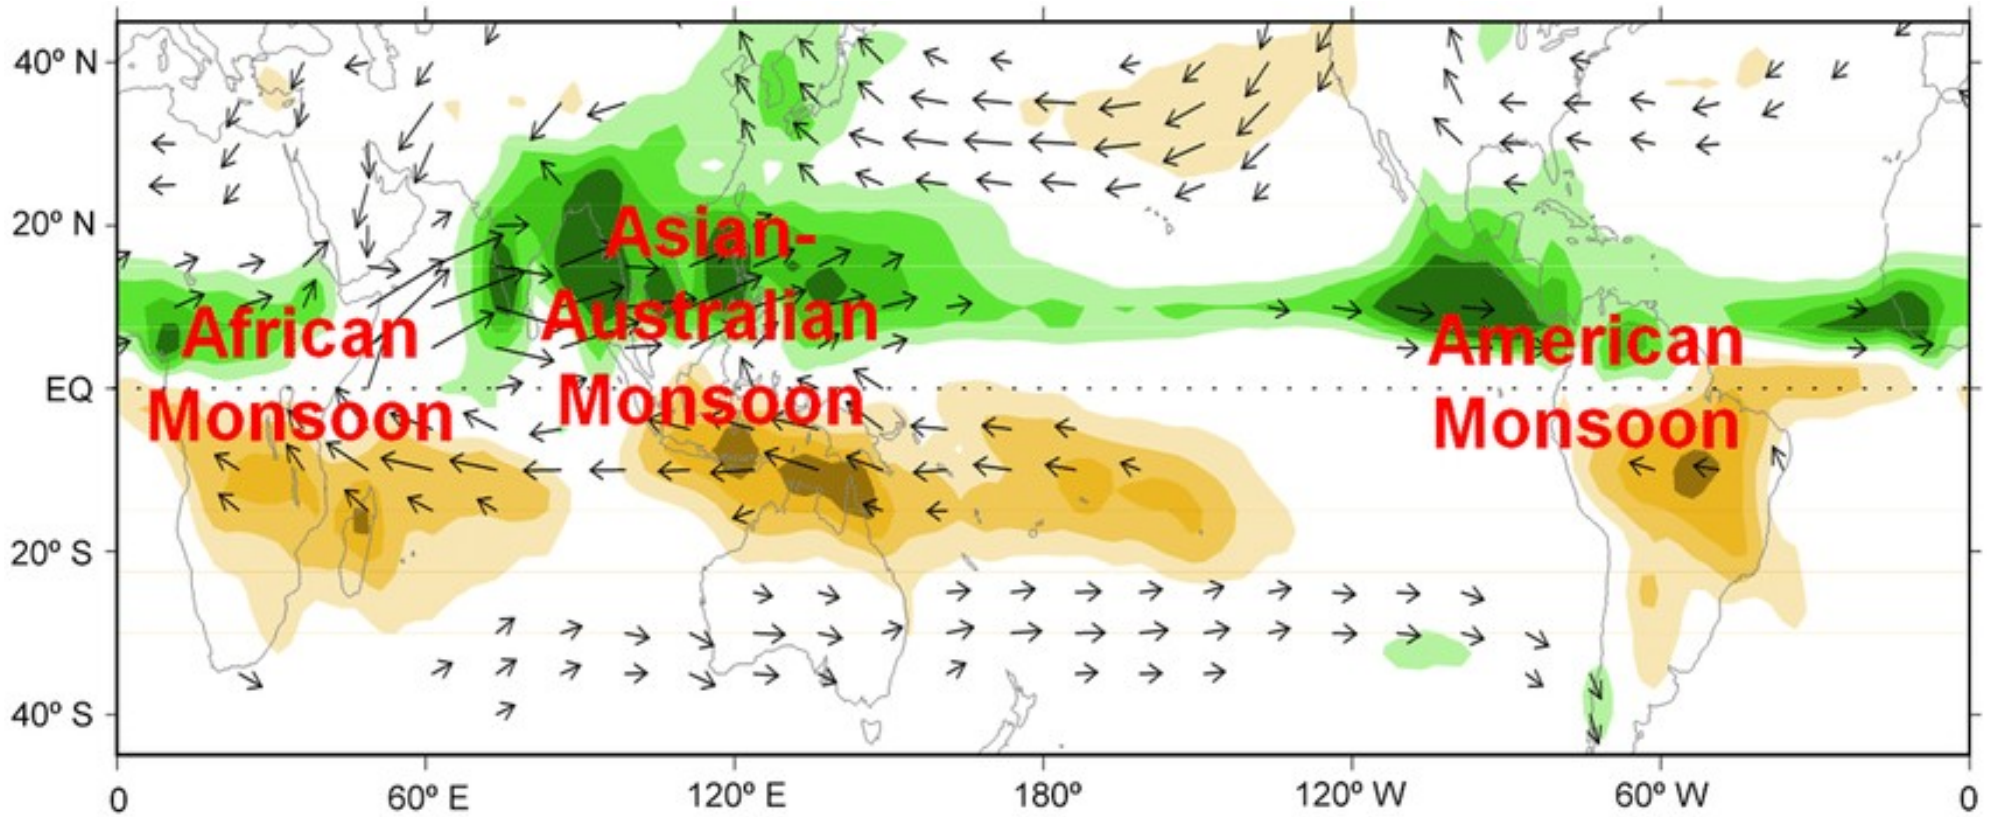 40º N
20º N
EQ
20º S
40º S
African
Monsoon
Asian-
Australian
Monsoon
American
Monsoon
0
60º E
120º E
180º
120º W
60º W
0